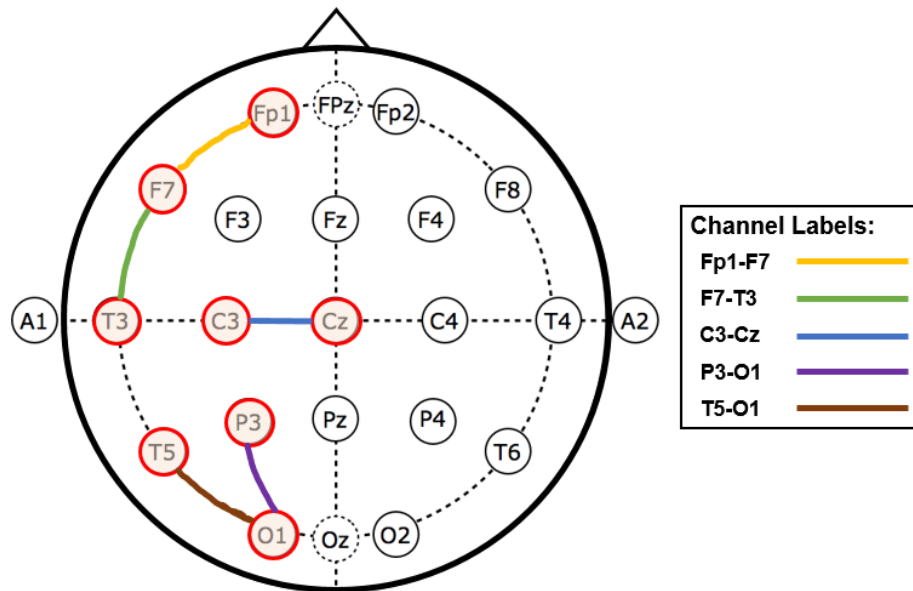 Fp1 FPz Fp2
F7 F8
F3 Fz F4
A1 T3 C3 Cz C4 T4 A2
P3 Pz P4
T5 T6
O1 Oz O2
Channel Labels:
Fp1-F7
F7-T3
C3-Cz
P3-O1
T5-O1